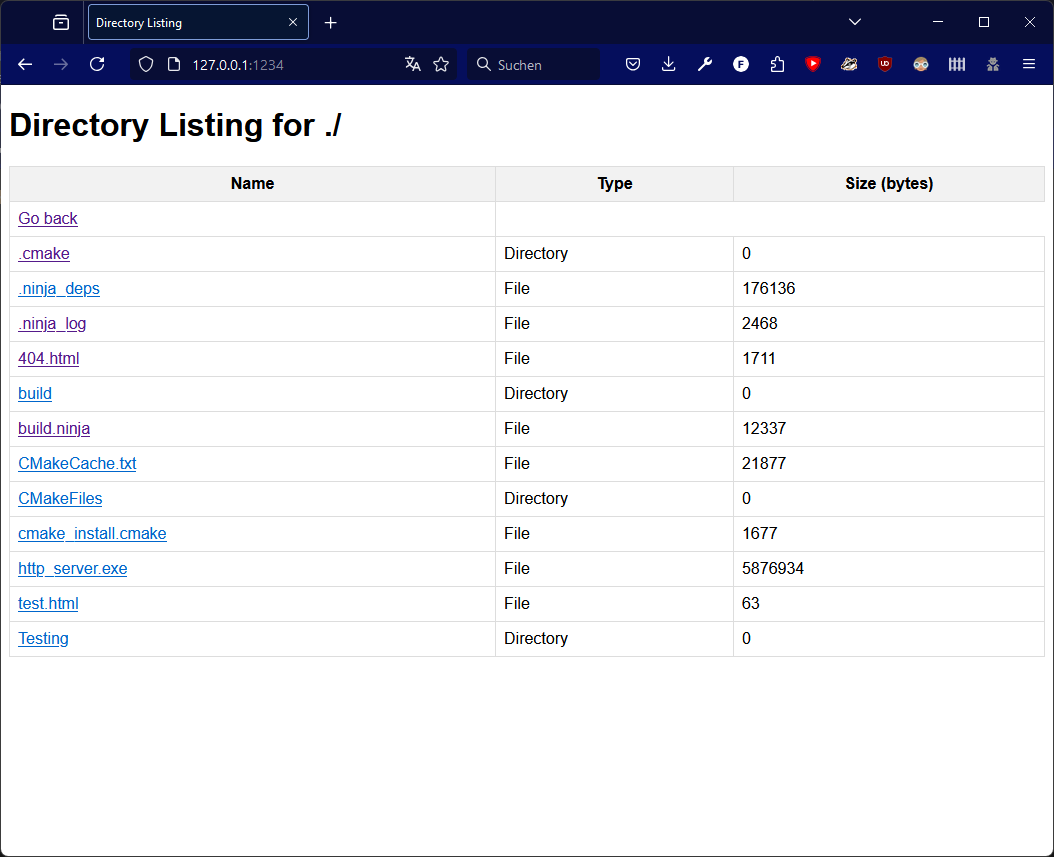 Directory Listing
127.0.0.1:1234
Suchen
F
UD
Directory Listing for ./
Name Type Size (bytes)
Go back
.cmake Directory 0
.ninja_deps File 176136
.ninja_log File 2468
404.html File 1711
build Directory 0
build.ninja File 12337
CMakeCache.txt File 21877
CMakeFiles Directory 0
cmake_install.cmake File 1677
http_server.exe File 5876934
test.html File 63
Testing Directory 0